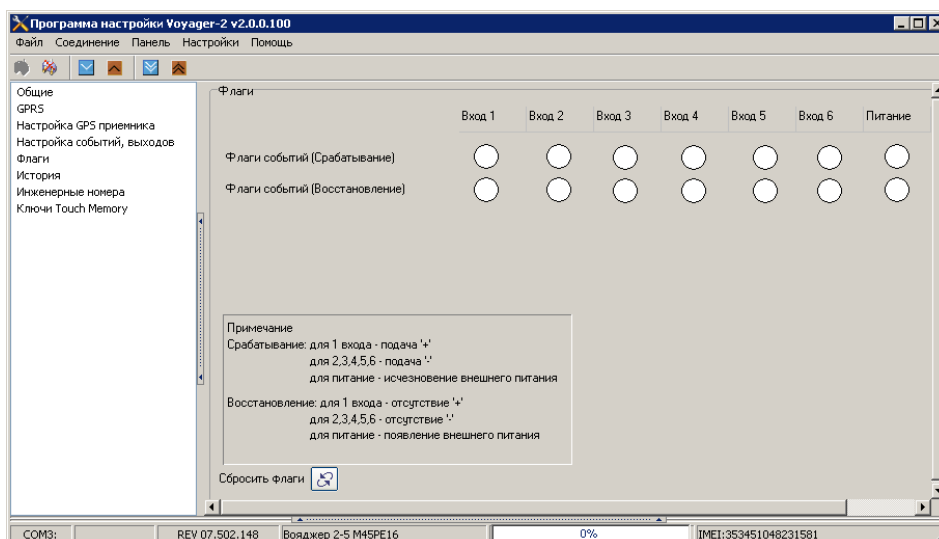 Программа настройки Voyager-2 v2.0.0.100
Файл Соединение Панель Настройки Помощь
Общие
GPRS
Настройка GPS приемника
Настройка событий, выходов
Флаги
История
Инженерные номера
Ключи Touch Memory
Флаги
Вход 1 Вход 2 Вход 3 Вход 4 Вход 5 Вход 6 Питание
Флаги событий (Срабатывание)
Флаги событий (Восстановление)
Примечание
Срабатывание: для 1 входа - подача '+'
для 2,3,4,5,6 - подача '-'
для питание - исчезновение внешнего питания
Восстановление: для 1 входа - отсутствие '+'
для 2,3,4,5,6 - отсутствие '-'
для питание - появление внешнего питания
Сбросить флаги
COM3: REV 07.502.148 Вояджер 2-5 M45PE16 0% IMEI:353451048231581